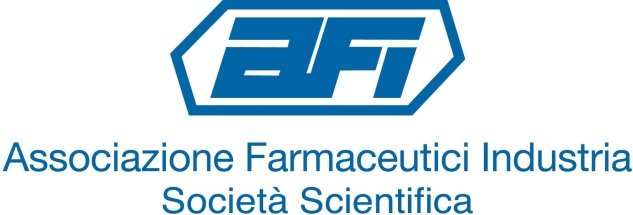 aFi
Associazione Farmaceutici Industria
Società Scientifica